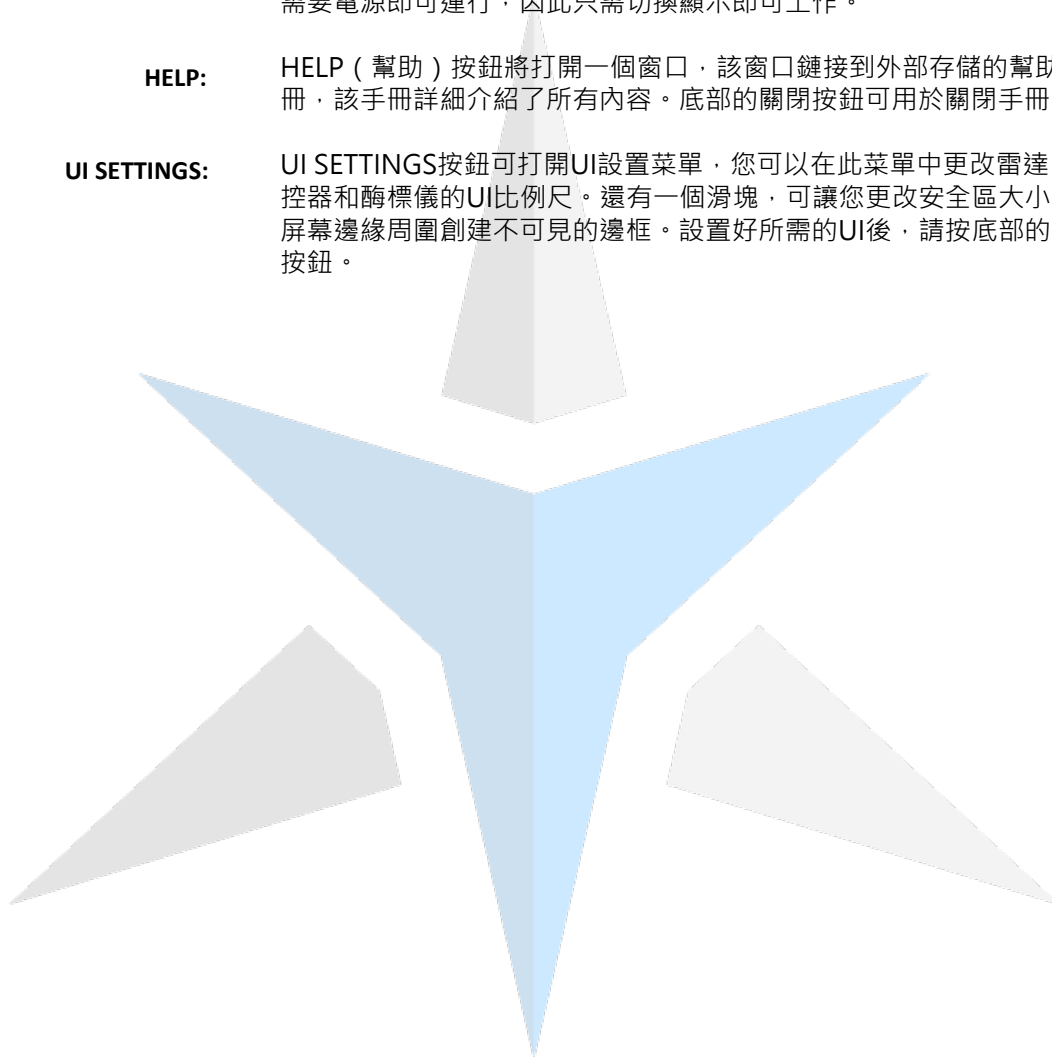 需要電源即可運行，因此只需切換顯示即可工作。
HELP: HELP（幫助）按鈕將打開一個窗口，該窗口鏈接到外部存儲的幫助
冊，該手冊詳細介紹了所有內容。底部的關閉按鈕可用於關閉手冊
UI SETTINGS: UI SETTINGS按鈕可打開UI設置菜單，您可以在此菜單中更改雷達
控器和酶標儀的UI比例尺。還有一個滑塊，可讓您更改安全區大小
屏幕邊緣周圍創建不可見的邊框。設置好所需的UI後，請按底部的
按鈕。